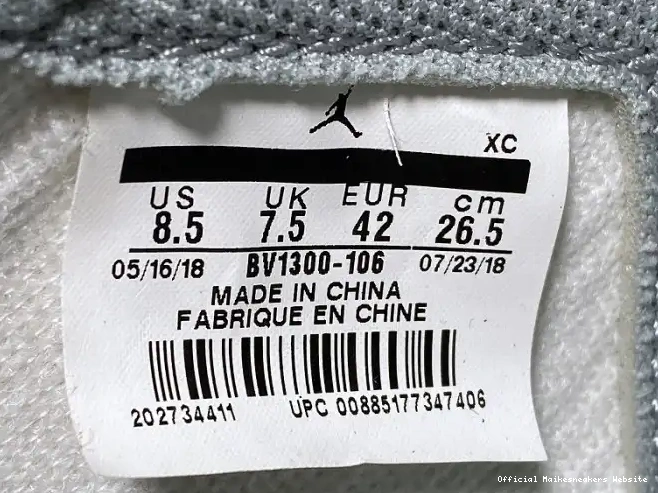 XC
US UK EUR cm
8.5 7.5 42 26.5
05/16/18 BV1300-106 07/23/18
MADE IN CHINA
FABRIQUE EN CHINE
202734411 UPC 00885177347406
Official Maikesneakers Website